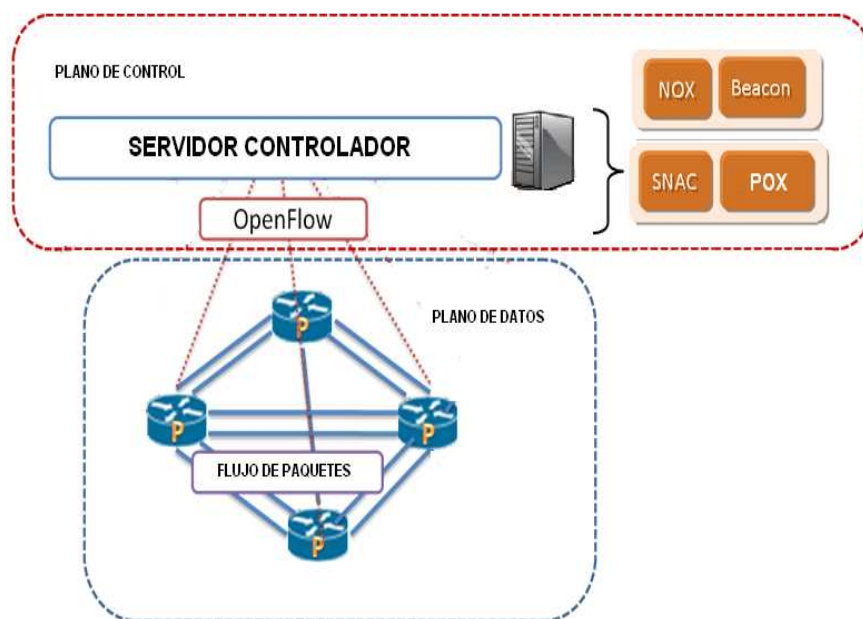 PLANO DE CONTROL
SERVIDOR CONTROLADOR
NOX
Beacon
SNAC
POX
OpenFlow
PLANO DE DATOS
P
P
P
FLUJO DE PAQUETES
P